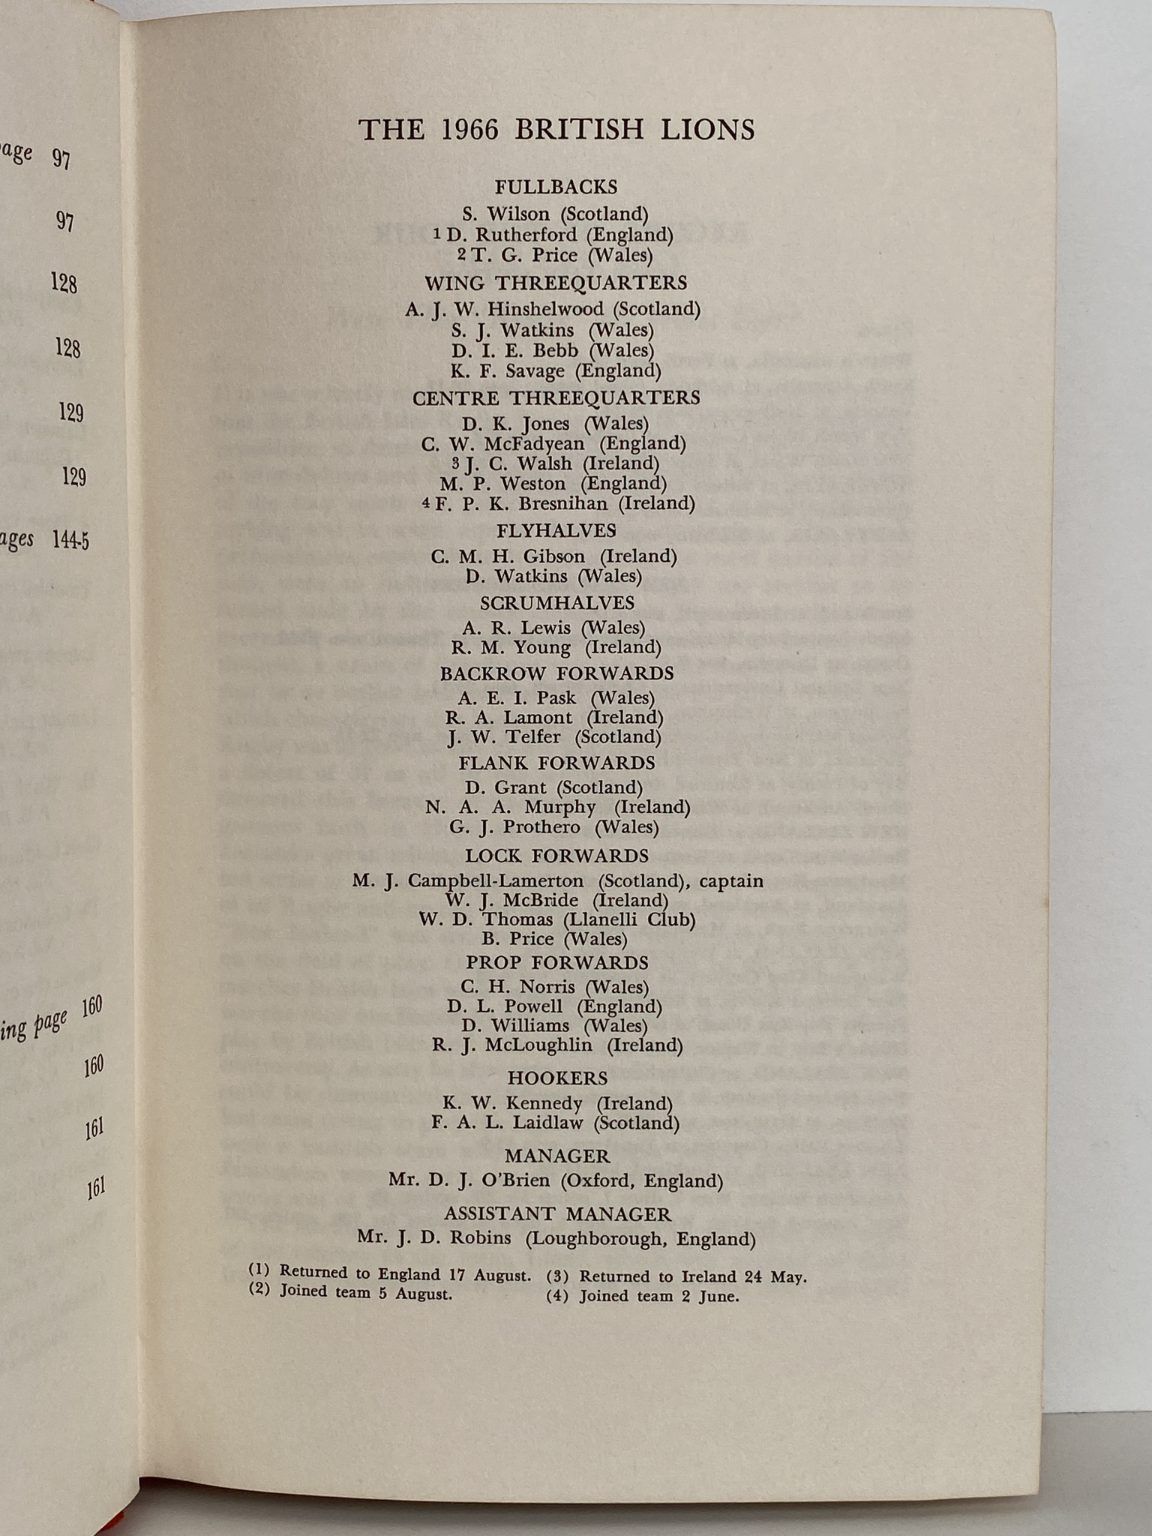 page 97
97
128
128
129
129
pages 144-5
ing page 160
160
161
161
THE 1966 BRITISH LIONS
FULLBACKS
S. Wilson (Scotland)
1 D. Rutherford (England)
2 T. G. Price (Wales)
WING THREEQUARTERS
A. J. W. Hinshelwood (Scotland)
S. J. Watkins (Wales)
D. I. E. Bebb (Wales)
K. F. Savage (England)
CENTRE THREEQUARTERS
D. K. Jones (Wales)
C. W. McFadyean (England)
3 J. C. Walsh (Ireland)
M. P. Weston (England)
4 F. P. K. Bresnihan (Ireland)
FLYHALVES
C. M. H. Gibson (Ireland)
D. Watkins (Wales)
SCRUMHALVES
A. R. Lewis (Wales)
R. M. Young (Ireland)
BACKROW FORWARDS
A. E. I. Pask (Wales)
R. A. Lamont (Ireland)
J. W. Telfer (Scotland)
FLANK FORWARDS
D. Grant (Scotland)
N. A. A. Murphy (Ireland)
G. J. Prothero (Wales)
LOCK FORWARDS
M. J. Campbell-Lamerton (Scotland), captain
W. J. McBride (Ireland)
W. D. Thomas (Llanelli Club)
B. Price (Wales)
PROP FORWARDS
C. H. Norris (Wales)
D. L. Powell (England)
D. Williams (Wales)
R. J. McLoughlin (Ireland)
HOOKERS
K. W. Kennedy (Ireland)
F. A. L. Laidlaw (Scotland)
MANAGER
Mr. D. J. O'Brien (Oxford, England)
ASSISTANT MANAGER
Mr. J. D. Robins (Loughborough, England)
(1) Returned to England 17 August. (3) Returned to Ireland 24 May.
(2) Joined team 5 August. (4) Joined team 2 June.